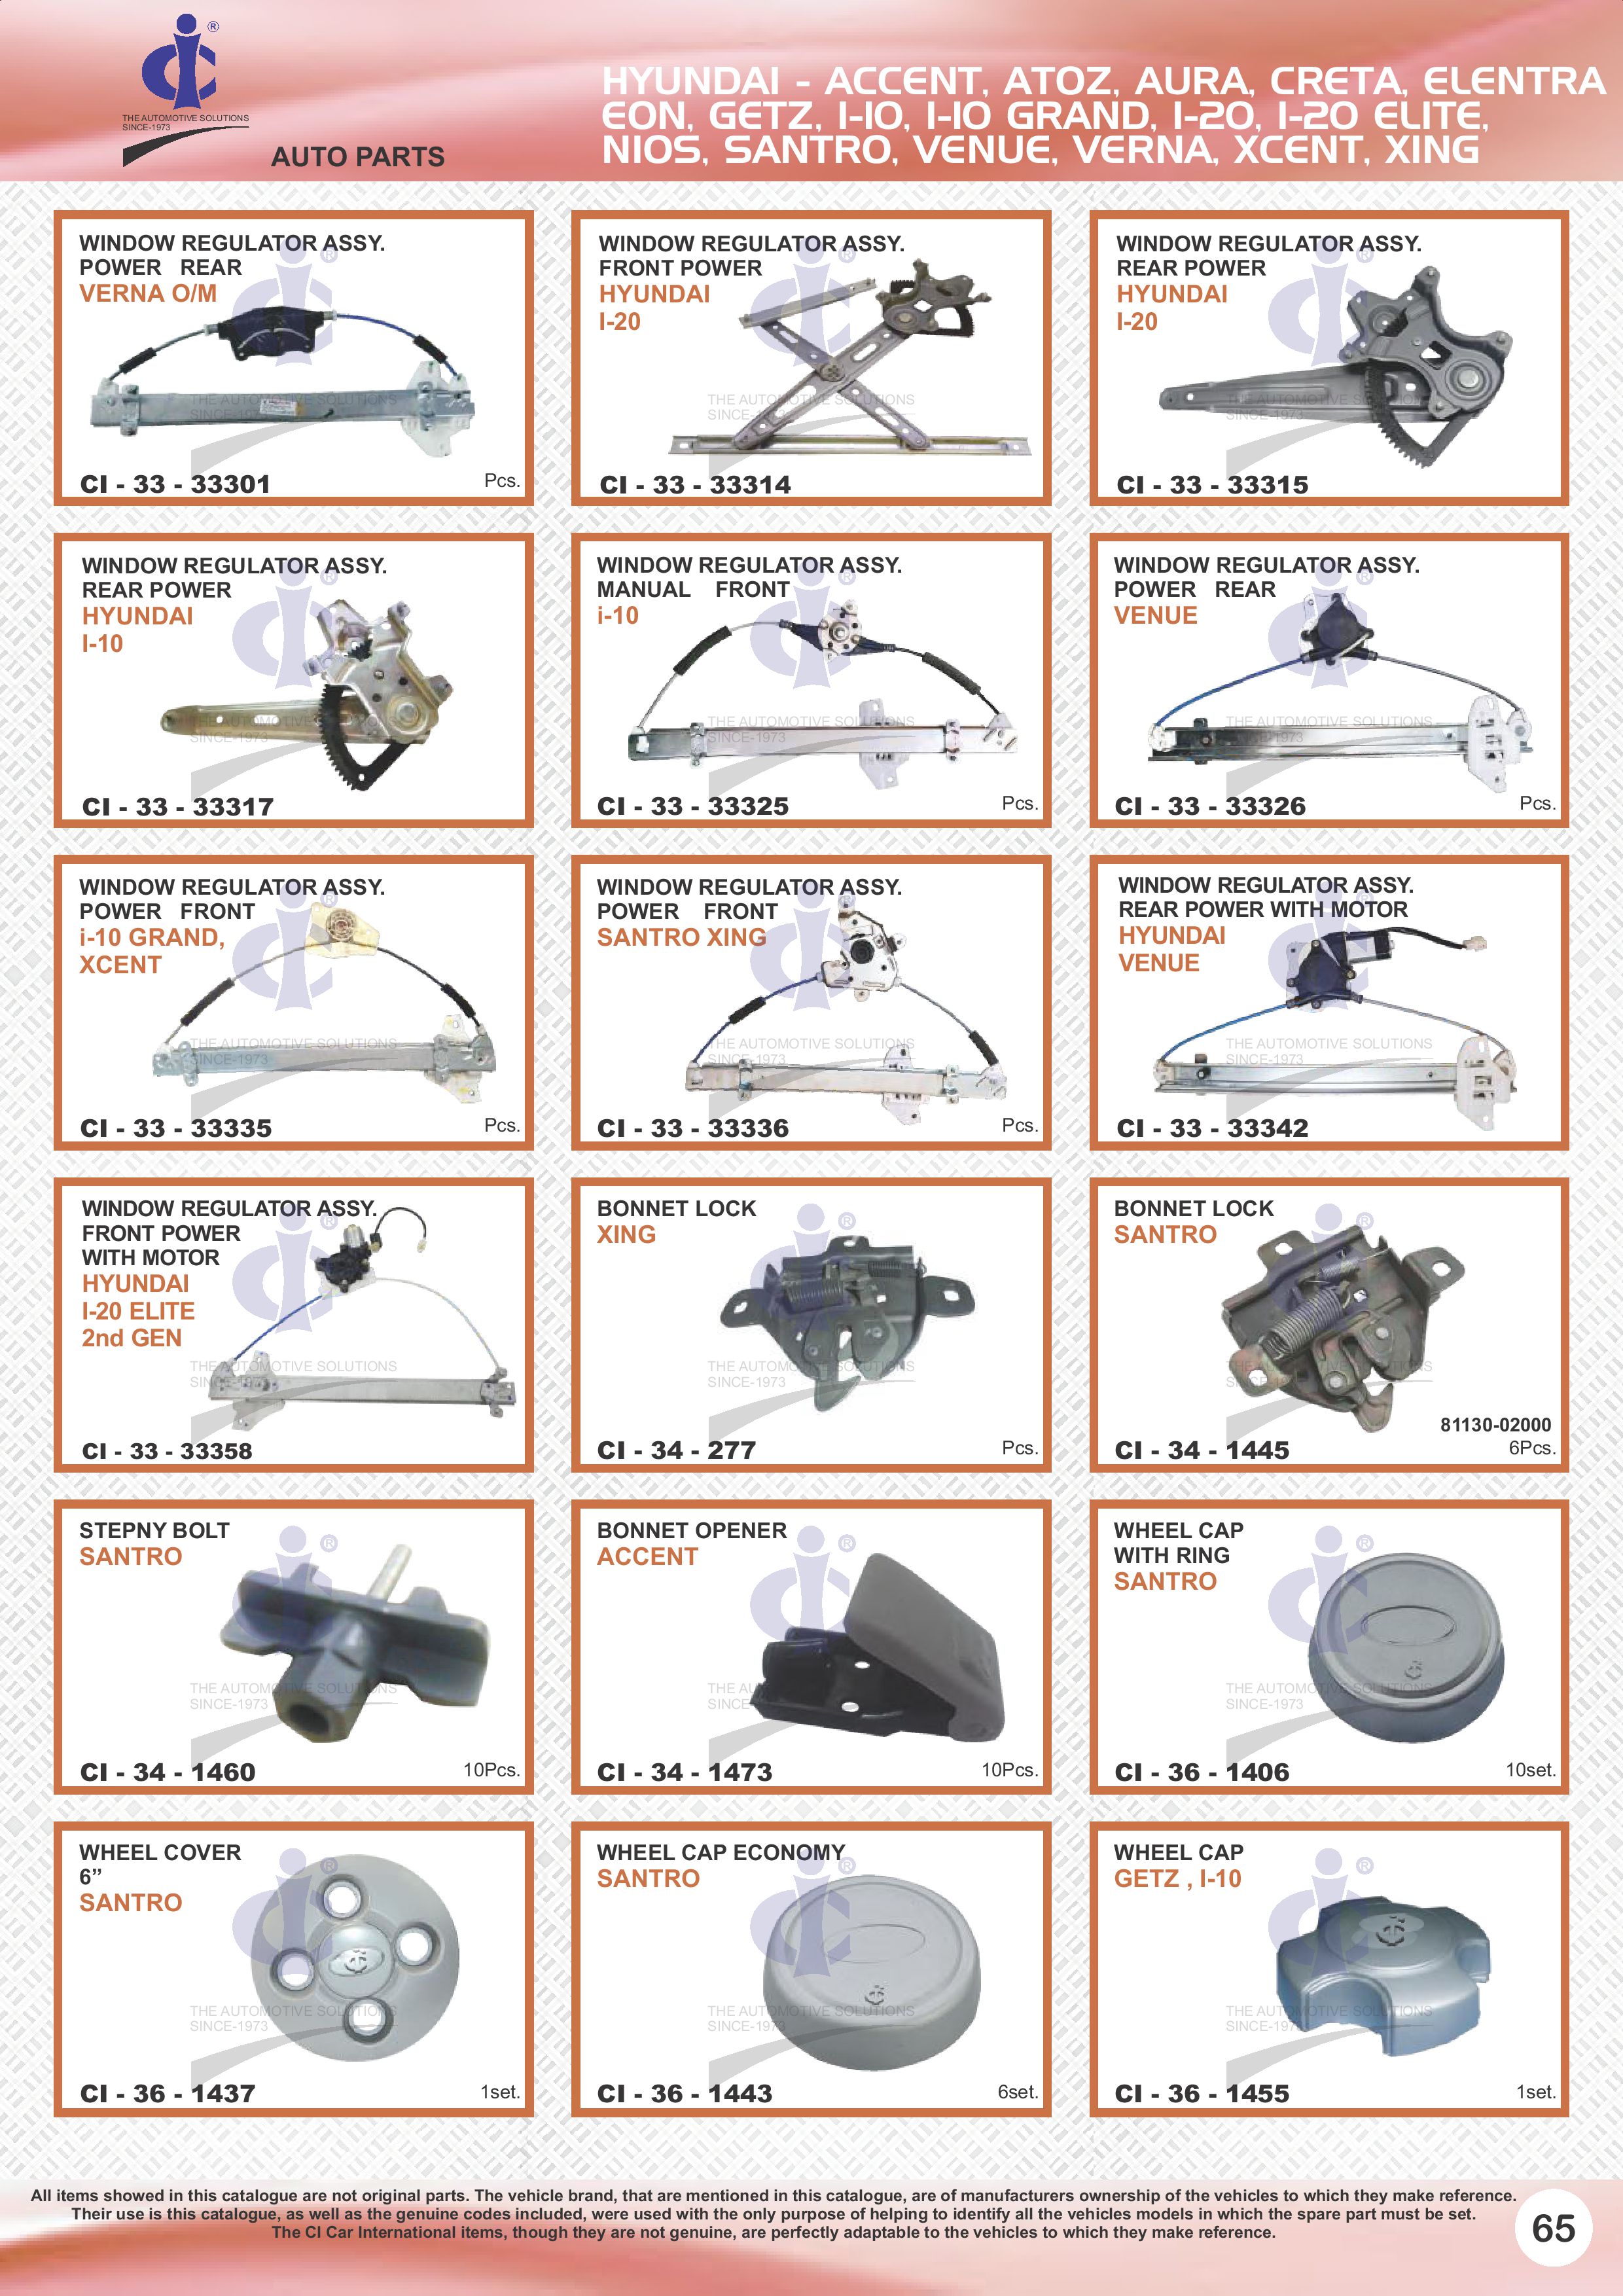 ®
THE AUTOMOTIVE SOLUTIONS
SINCE-1973
AUTO PARTS
HYUNDAI - ACCENT, ATOZ, AURA, CRETA, ELENTRA
EON, GETZ, I-10, I-10 GRAND, I-20, I-20 ELITE,
NIOS, SANTRO, VENUE, VERNA, XCENT, XING
WINDOW REGULATOR ASSY.
POWER REAR
VERNA O/M
CI - 33 - 33301
Pcs.
WINDOW REGULATOR ASSY.
FRONT POWER
HYUNDAI
I-20
CI - 33 - 33314
WINDOW REGULATOR ASSY.
REAR POWER
HYUNDAI
I-20
CI - 33 - 33315
WINDOW REGULATOR ASSY.
REAR POWER
HYUNDAI
I-10
CI - 33 - 33317
WINDOW REGULATOR ASSY.
MANUAL FRONT
i-10
CI - 33 - 33325
Pcs.
WINDOW REGULATOR ASSY.
POWER REAR
VENUE
CI - 33 - 33326
Pcs.
WINDOW REGULATOR ASSY.
POWER FRONT
i-10 GRAND,
XCENT
CI - 33 - 33335
Pcs.
WINDOW REGULATOR ASSY.
POWER FRONT
SANTRO XING
CI - 33 - 33336
Pcs.
WINDOW REGULATOR ASSY.
REAR POWER WITH MOTOR
HYUNDAI
VENUE
CI - 33 - 33342
WINDOW REGULATOR ASSY.
FRONT POWER
WITH MOTOR
HYUNDAI
I-20 ELITE
2nd GEN
CI - 33 - 33358
BONNET LOCK
XING
CI - 34 - 277
Pcs.
BONNET LOCK
SANTRO
81130-02000
CI - 34 - 1445
6Pcs.
STEPNY BOLT
SANTRO
CI - 34 - 1460
10Pcs.
BONNET OPENER
ACCENT
CI - 34 - 1473
10Pcs.
WHEEL CAP
WITH RING
SANTRO
CI - 36 - 1406
10set.
WHEEL COVER
6”
SANTRO
CI - 36 - 1437
1set.
WHEEL CAP ECONOMY
SANTRO
CI - 36 - 1443
6set.
WHEEL CAP
GETZ , I-10
CI - 36 - 1455
1set.
All items showed in this catalogue are not original parts. The vehicle brand, that are mentioned in this catalogue, are of manufacturers ownership of the vehicles to which they make reference.
Their use is this catalogue, as well as the genuine codes included, were used with the only purpose of helping to identify all the vehicles models in which the spare part must be set.
The CI Car International items, though they are not genuine, are perfectly adaptable to the vehicles to which they make reference.
65